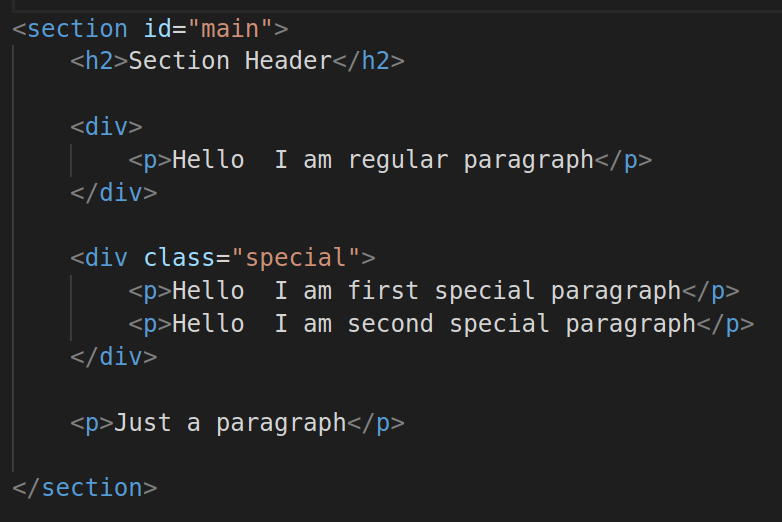 <section id="main">
    <h2>Section Header</h2>

    <div>
        <p>Hello  I am regular paragraph</p>
    </div>

    <div class="special">
        <p>Hello  I am first special paragraph</p>
        <p>Hello  I am second special paragraph</p>
    </div>

    <p>Just a paragraph</p>

</section>